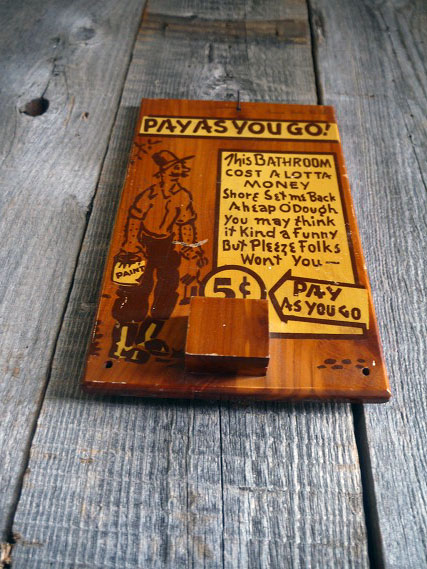 PAY AS YOU GO!
This BATHROOM
COST A LOTTA
MONEY
Shore Set me Back
A heap O'Dough
you may think
it Kind a Funny
But PleEZE Folks
Wont You —
PAINT
5¢
PAY
AS YOU GO